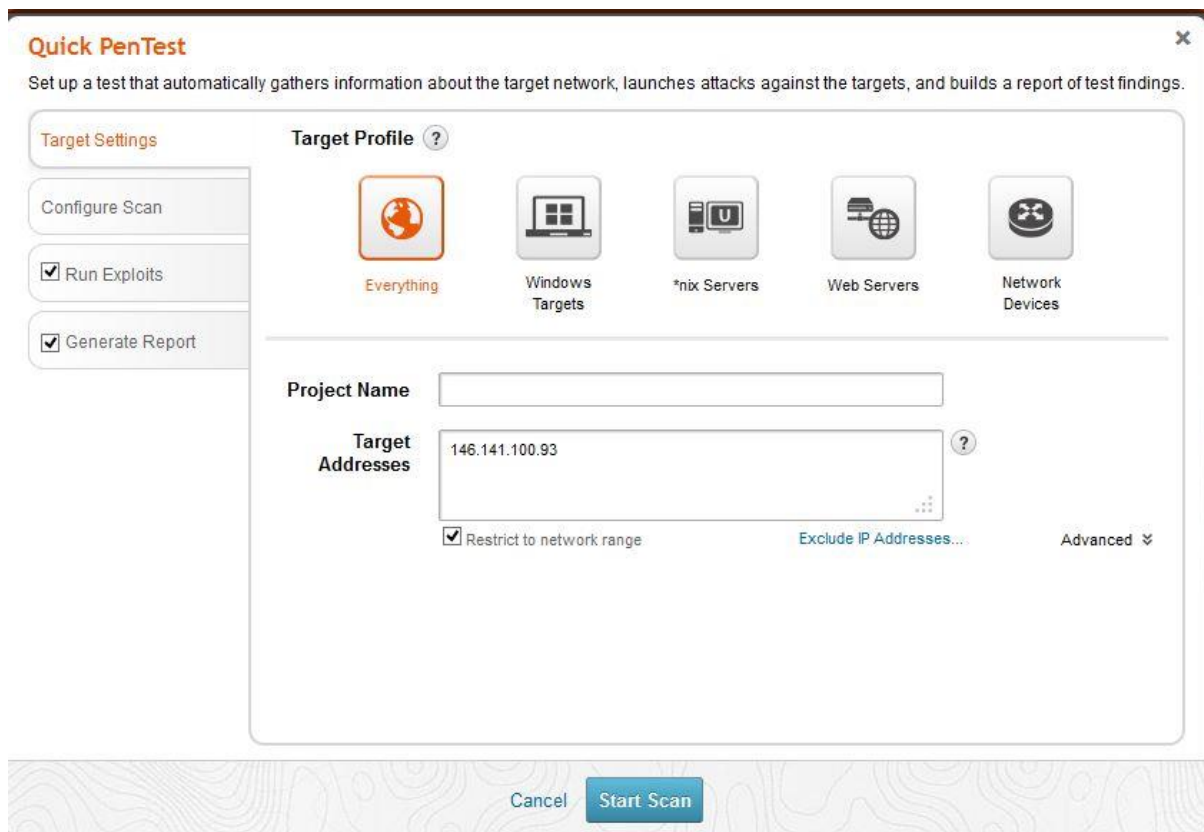 Quick PenTest
Set up a test that automatically gathers information about the target network, launches attacks against the targets, and builds a report of test findings.
Target Settings
Configure Scan
Run Exploits
Generate Report
Target Profile ?
Everything
Windows
Targets
*nix Servers
Web Servers
Network
Devices
Project Name
Target
Addresses
146.141.100.93
?
Restrict to network range
Exclude IP Addresses...
Advanced
Cancel
Start Scan